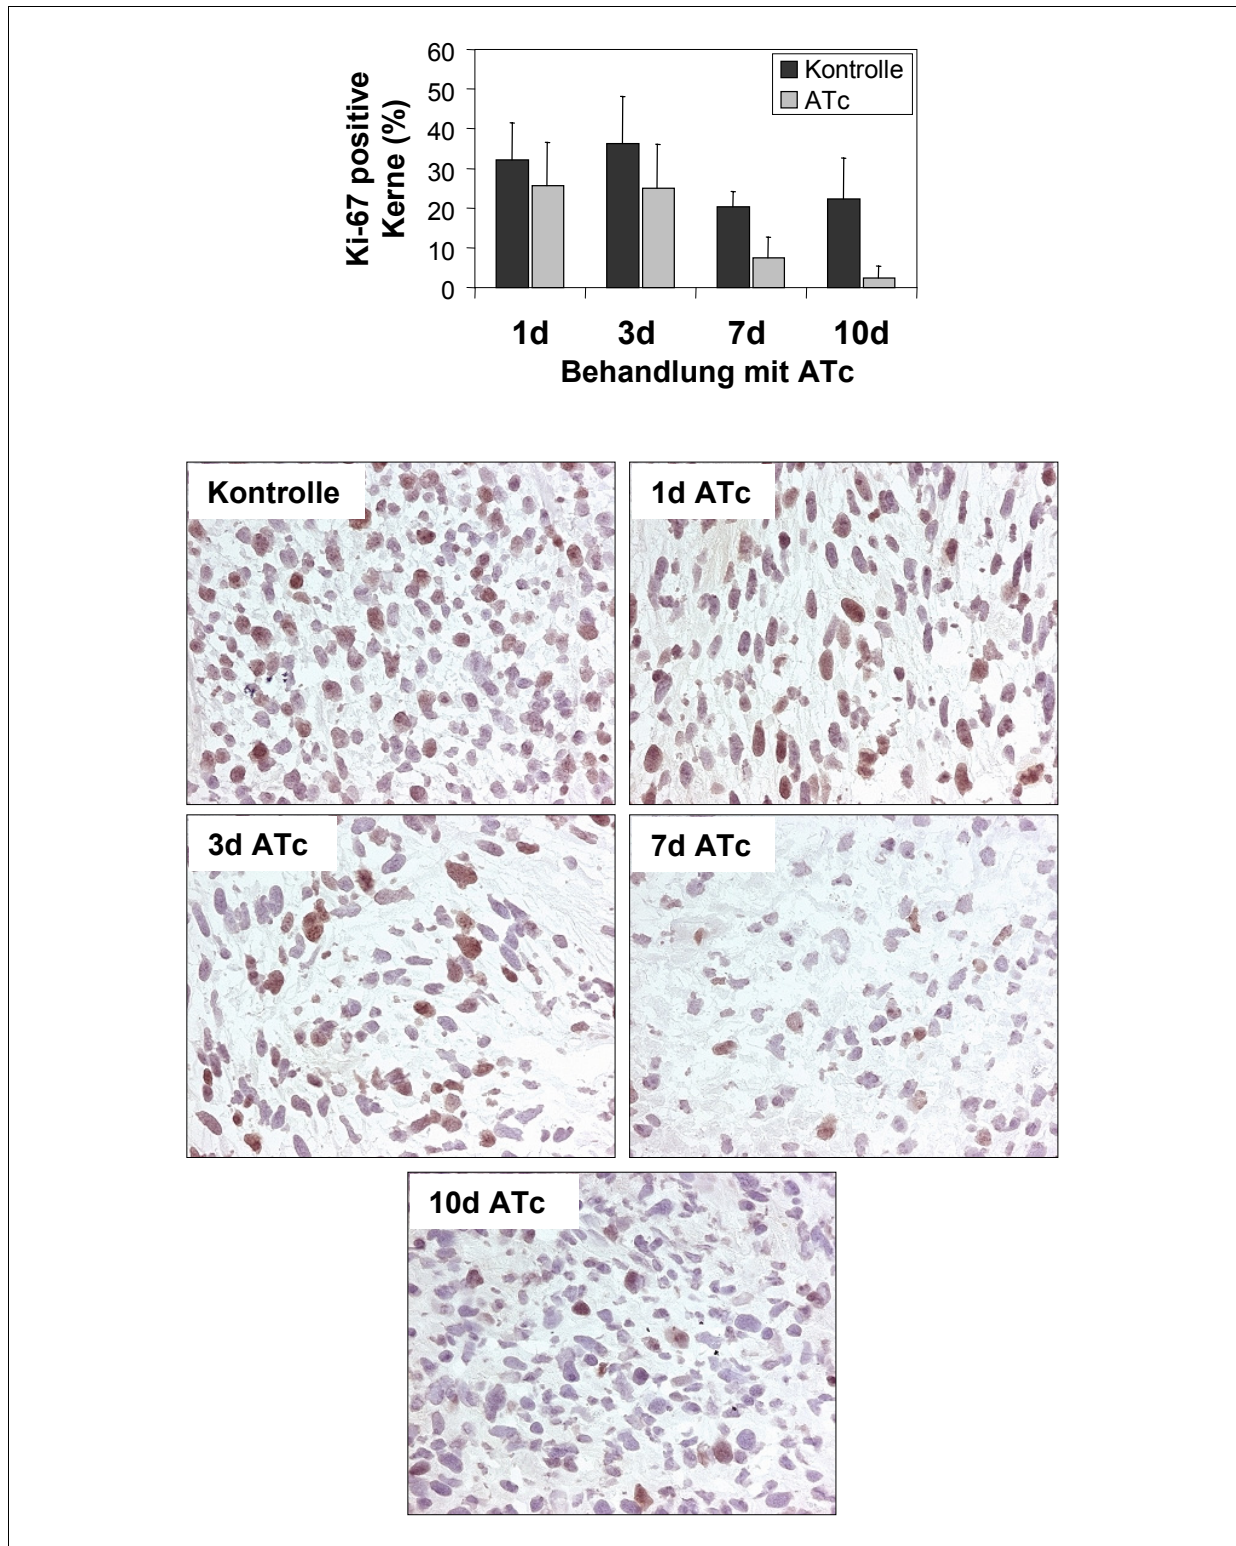 60
50
40
30
20
10
0
Ki-67 positive
Kerne (%)
Kontrolle
ATc
1d 3d 7d 10d
Behandlung mit ATc
Kontrolle
1d ATc
3d ATc
7d ATc
10d ATc